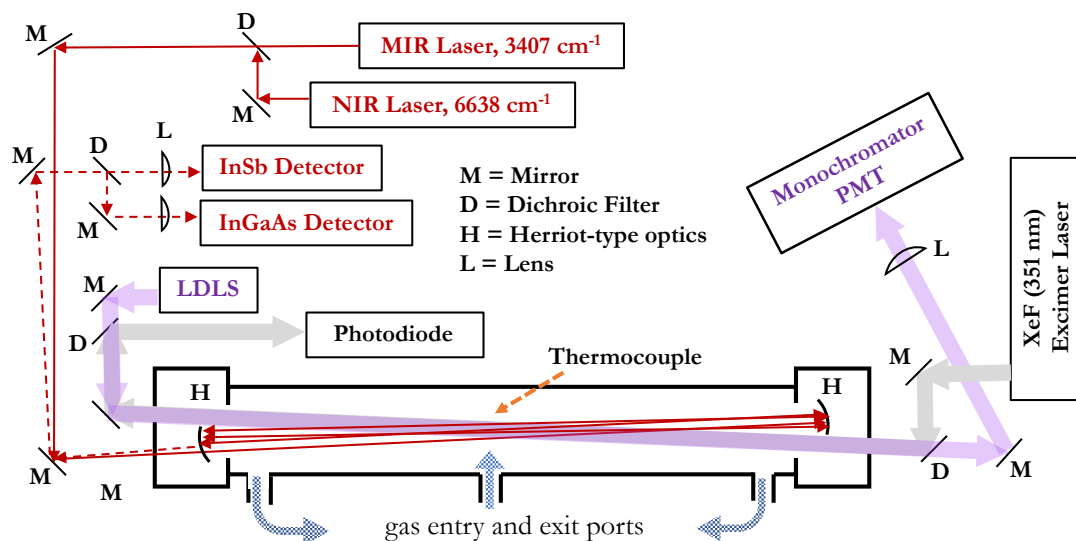 M
D
MIR Laser, 3407 cm⁻¹
M
NIR Laser, 6638 cm⁻¹
L
M
D
InSb Detector
M
InGaAs Detector
M = Mirror
D = Dichroic Filter
H = Herriot-type optics
L = Lens
Monochromator
PMT
L
XeF (351 nm)
Excimer Laser
M
LDLS
D
Photodiode
Thermocouple
M
H
H
M
M
D
M
gas entry and exit ports